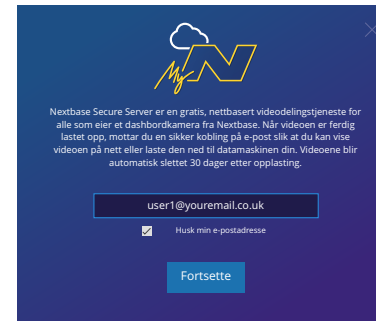 My N
Nextbase Secure Server er en gratis, nettbasert videodelingstjeneste for
alle som eier et dashbordkamera fra Nextbase. Når videoen er ferdig
lastet opp, mottar du en sikker kobling på e-post slik at du kan vise
videoen på nett eller laste den ned til datamaskinen din. Videoene blir
automatisk slettet 30 dager etter opplasting.
user1@youremail.co.uk
Husk min e-postadresse
Fortsette